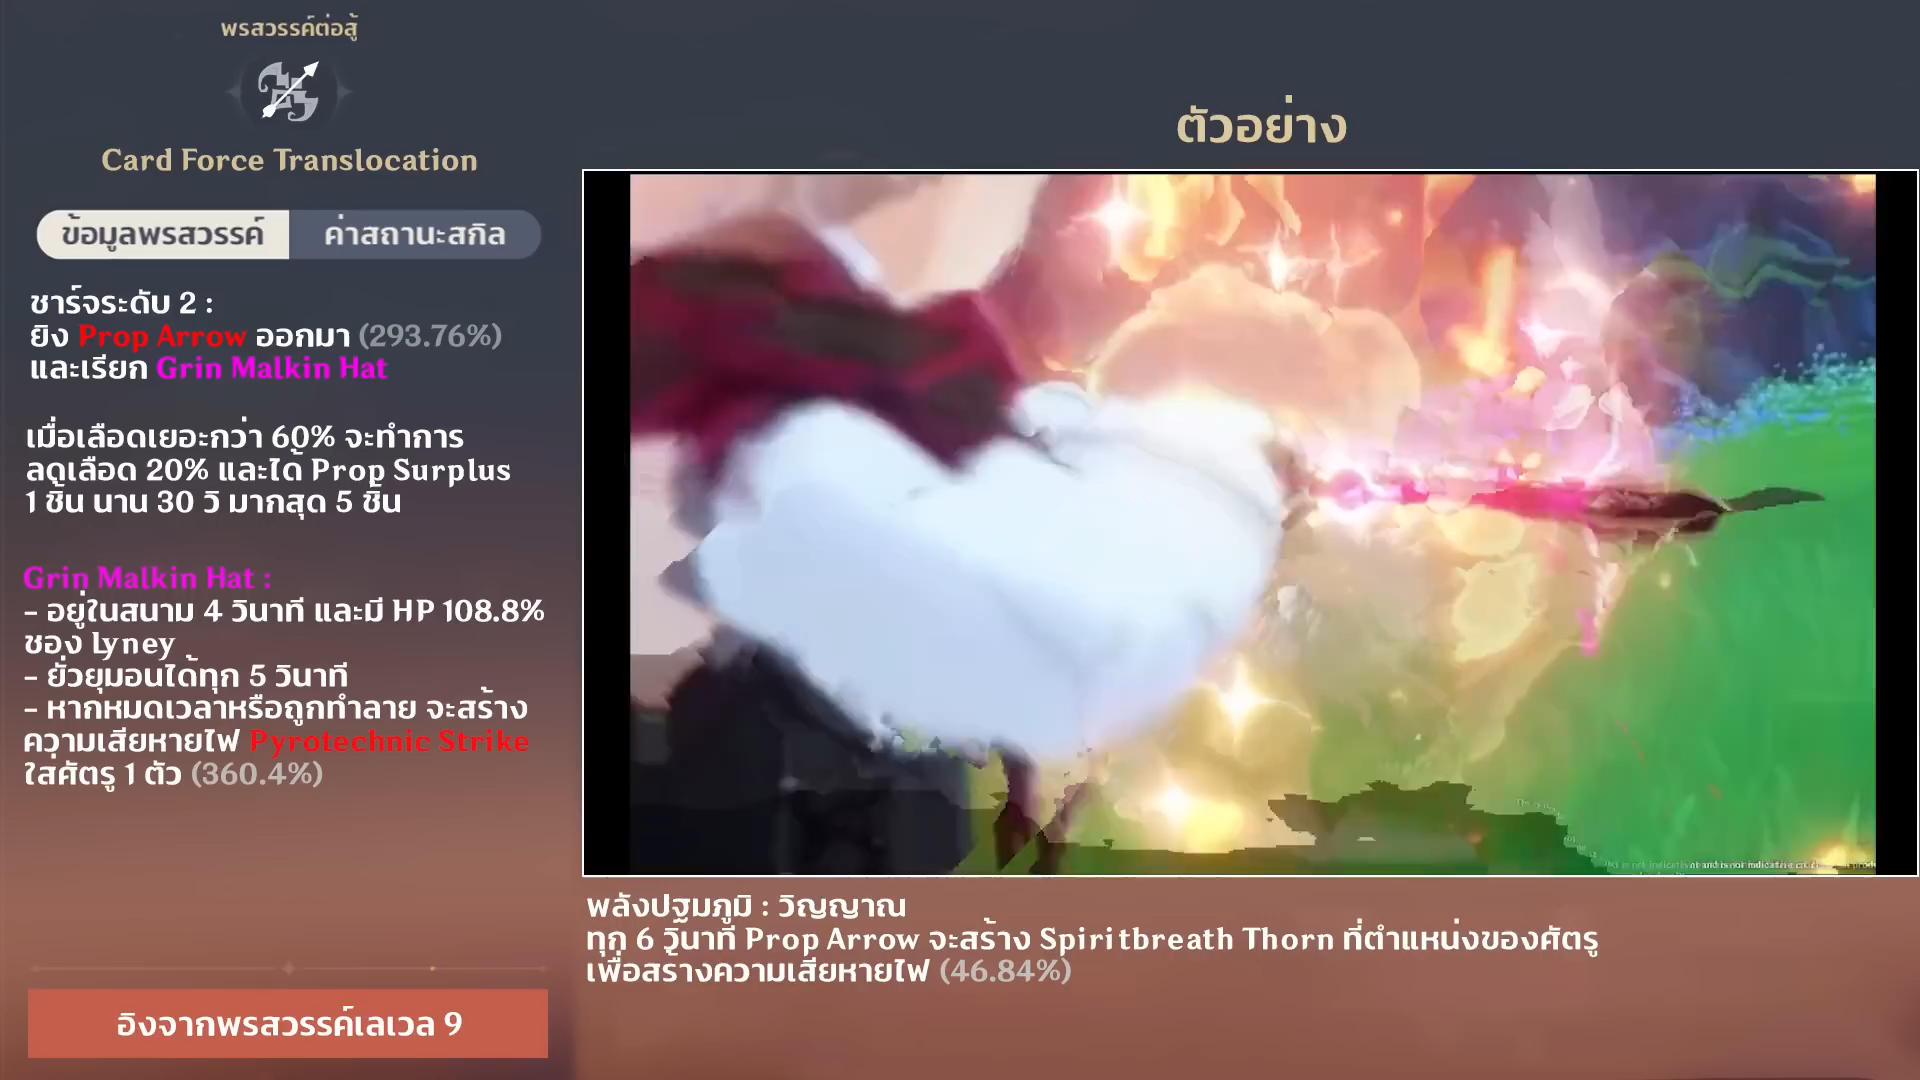 พรสวรรค์ต่อสู้
Card Force Translocation
ข้อมูลพรสวรรค์
ค่าสถานะสกิล
ชาร์จระดับ 2 :
ยิง Prop Arrow ออกมา (293.76%)
และเรียก Grin Malkin Hat
เมื่อเลือดเยอะกว่า 60% จะทำการ
ลดเลือด 20% และได้ Prop Surplus
1 ชิ้น นาน 30 วิ มากสุด 5 ชิ้น
Grin Malkin Hat :
- อยู่ในสนาม 4 วินาที และมี HP 108.8%
ชอง Lyney
- ยั่วยุมอนได้ทุก 5 วินาที
- หากหมดเวลาหรือถูกทำลาย จะสร้าง
ความเสียหายไฟ Pyrotechnic Strike
ใส่ศัตรู 1 ตัว (360.4%)
อิงจากพรสวรรค์เลเวล 9
ตัวอย่าง
พลังปฐมภูมิ : วิญญาณ
ทุก 6 วินาที Prop Arrow จะสร้าง Spiritbreath Thorn ที่ตำแหน่งของศัตรู
เพื่อสร้างความเสียหายไฟ (46.84%)